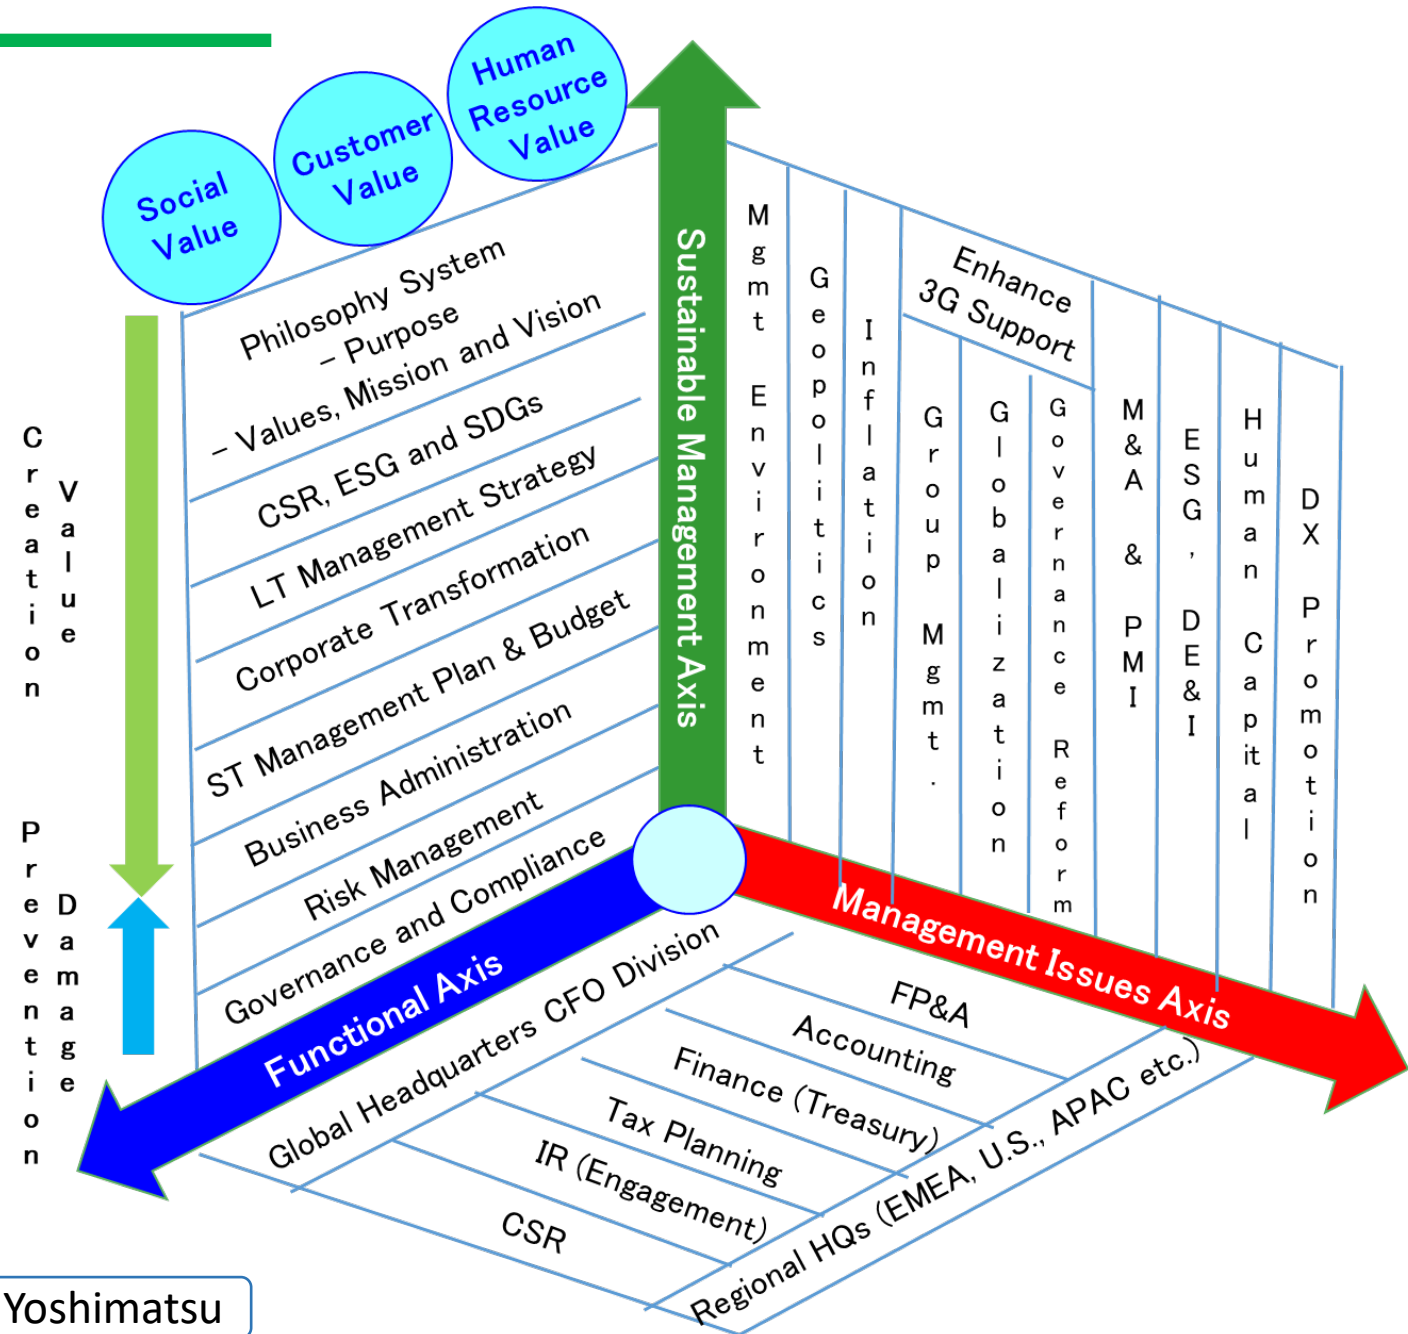 Human
Resource
Value
Customer
Value
Social
Value
Philosophy System
– Purpose
– Values, Mission and Vision
CSR, ESG and SDGs
LT Management Strategy
Corporate Transformation
ST Management Plan & Budget
Business Administration
Risk Management
Governance and Compliance
Value
Creation
Damage
Prevention
Sustainable Management Axis
Mgmt Environment
Geopolitics
Inflation
Enhance
3G Support
Group Mgmt.
Globalization
Governance Reform
M&A & PMI
ESG, DE&I
Human Capital
DX Promotion
Management Issues Axis
Functional Axis
Global Headquarters CFO Division
FP&A
Accounting
Finance (Treasury)
Tax Planning
IR (Engagement)
CSR
Regional HQs (EMEA, U.S., APAC etc.)
Yoshimatsu